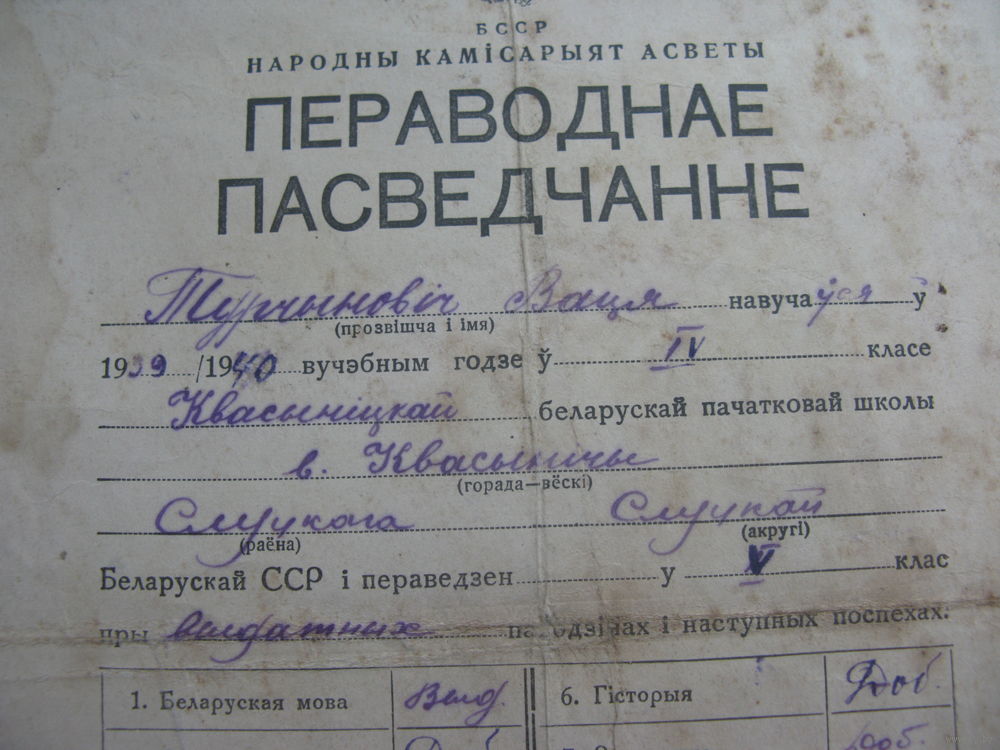 БССР
НАРОДНЫ КАМІСАРЫЯТ АСВЕТЫ
ПЕРАВОДНАЕ
ПАСВЕДЧАННЕ
Турчыновіч Ваця навучаўся ў
(прозвішча і імя)
1939/1940 вучэбным годзе ў IV класе
Квасыніцкай беларускай пачатковай школы
в. Квасынічы
(горада—вёскі)
Слуцкага Слуцкай
(раёна) (акругі)
Беларускай ССР і пераведзен у V клас
пры выдатных паводзінах і наступных поспехах:
1. Беларуская мова Выд. 6. Гісторыя Доб.
Доб.